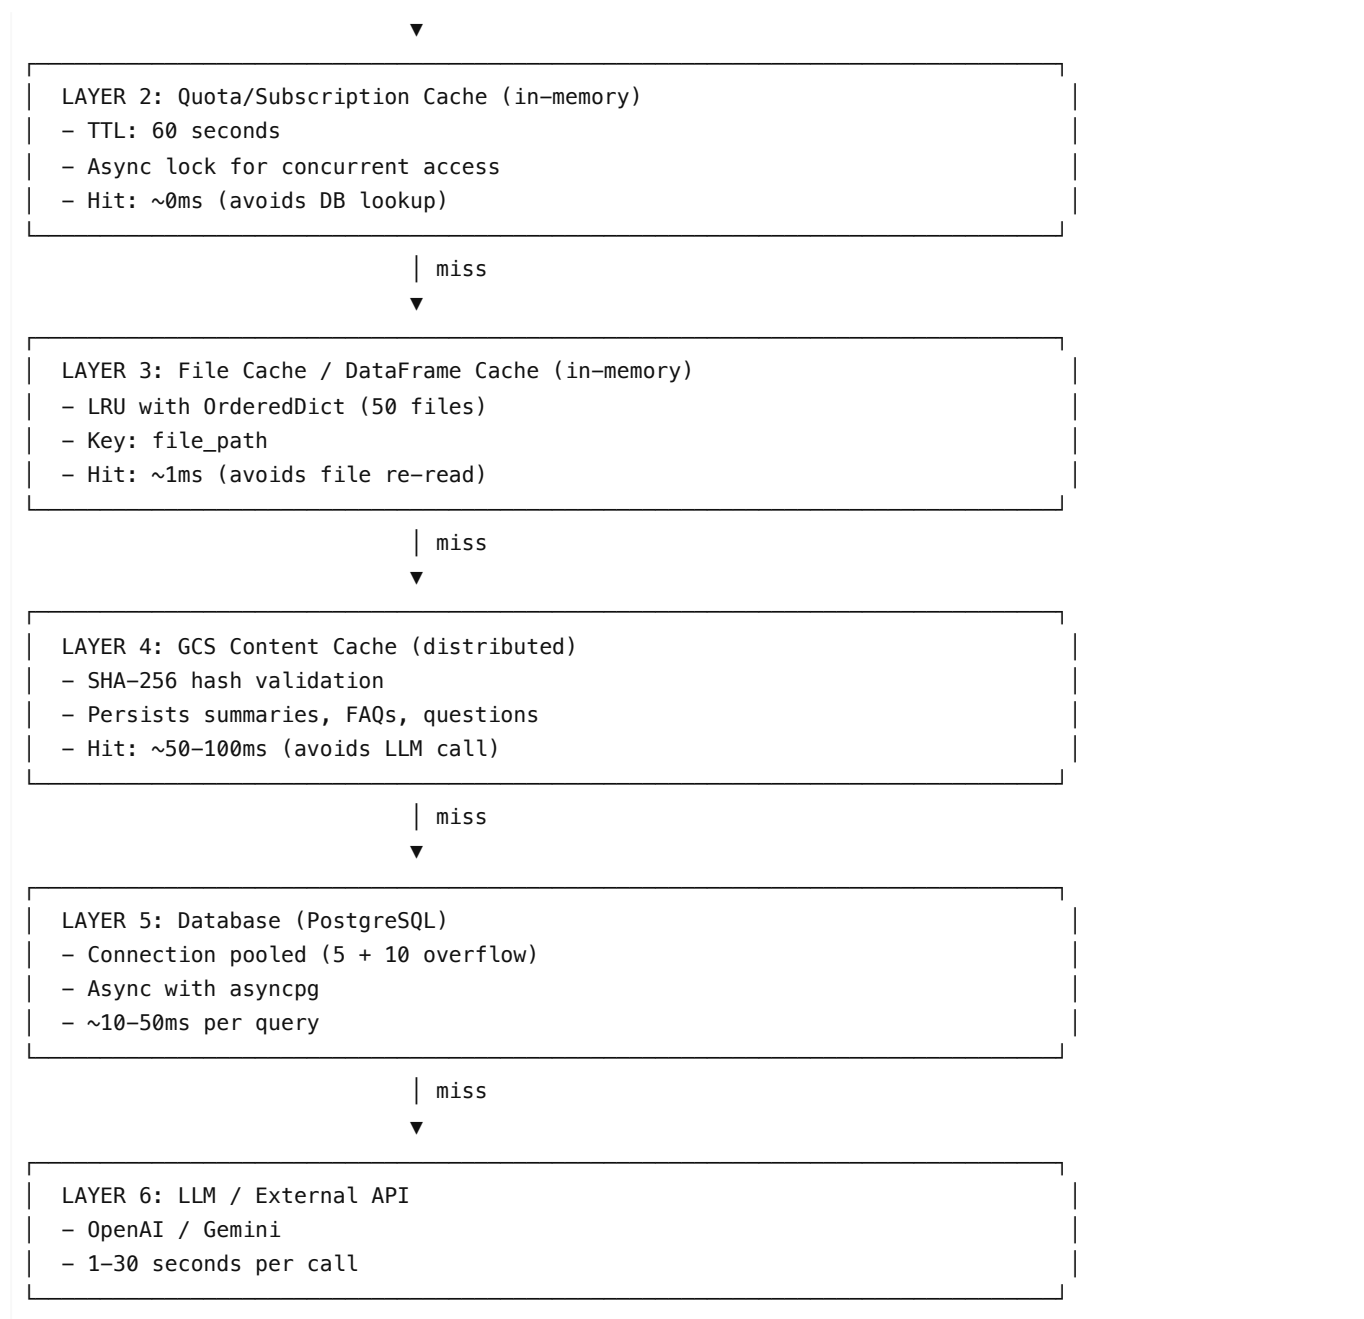 ▼
LAYER 2: Quota/Subscription Cache (in-memory)
- TTL: 60 seconds
- Async lock for concurrent access
- Hit: ~0ms (avoids DB lookup)
│ miss
▼
LAYER 3: File Cache / DataFrame Cache (in-memory)
- LRU with OrderedDict (50 files)
- Key: file_path
- Hit: ~1ms (avoids file re-read)
│ miss
▼
LAYER 4: GCS Content Cache (distributed)
- SHA-256 hash validation
- Persists summaries, FAQs, questions
- Hit: ~50-100ms (avoids LLM call)
│ miss
▼
LAYER 5: Database (PostgreSQL)
- Connection pooled (5 + 10 overflow)
- Async with asyncpg
- ~10-50ms per query
│ miss
▼
LAYER 6: LLM / External API
- OpenAI / Gemini
- 1-30 seconds per call